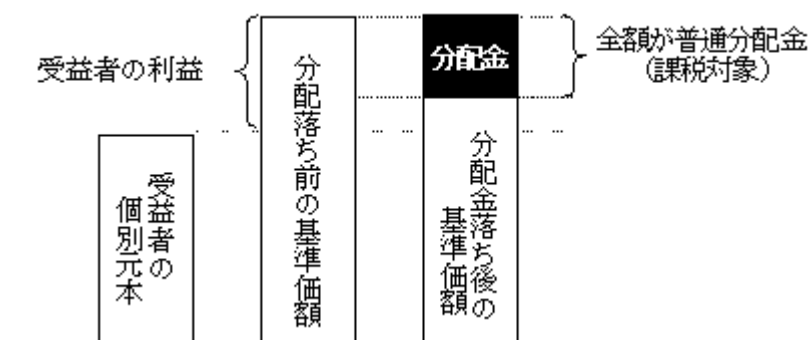 受益者の利益
受益者の
個別元本
分配落ち前の基準価額
分配金
分配金落ち後の
基準価額
全額が普通分配金
(課税対象)